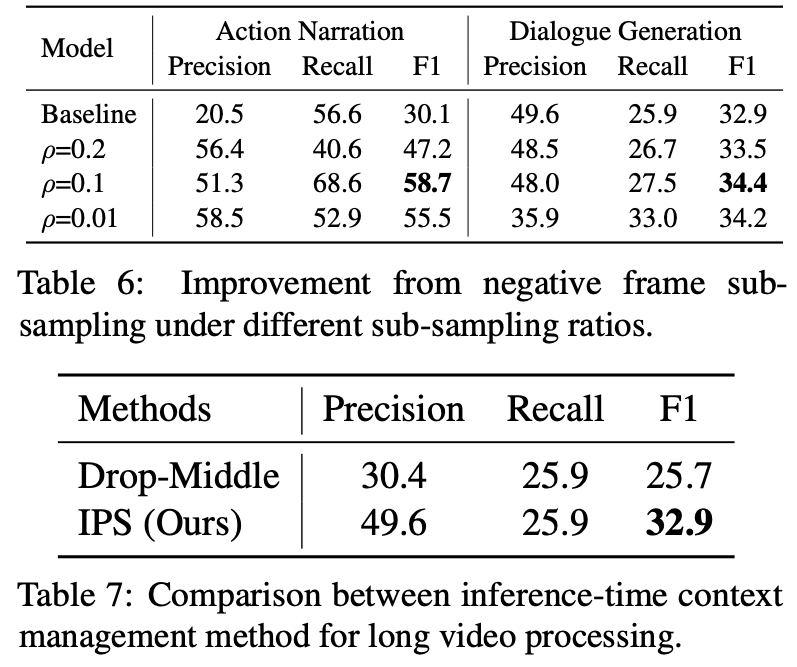 Model Action Narration Dialogue Generation
Precision Recall F1 Precision Recall F1
Baseline 20.5 56.6 30.1 49.6 25.9 32.9
ρ=0.2 56.4 40.6 47.2 48.5 26.7 33.5
ρ=0.1 51.3 68.6 58.7 48.0 27.5 34.4
ρ=0.01 58.5 52.9 55.5 35.9 33.0 34.2
Table 6: Improvement from negative frame sub-
sampling under different sub-sampling ratios.
Methods Precision Recall F1
Drop-Middle 30.4 25.9 25.7
IPS (Ours) 49.6 25.9 32.9
Table 7: Comparison between inference-time context
management method for long video processing.